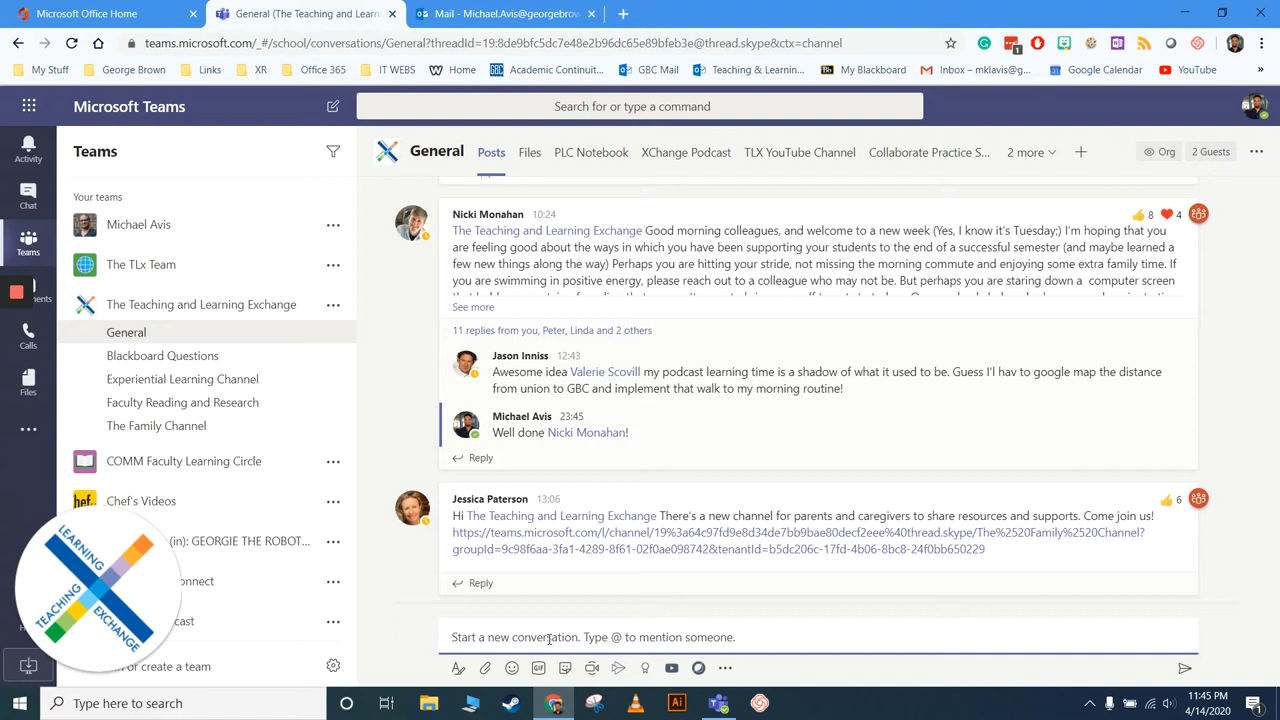 Office 365
General (The Teaching and Learn
Mail - Michael.Avis@georgebrow
teams.microsoft.com/_#/school/conversations/General?threadId=19:8de9bfc5dc7e48e2b96dc65e89bfeb3e@thread.skype&ctx=channel
1
My Stuff
George Brown
Links
XR
Office 365
IT WEBS
Home
Academic Continuit...
GBC Mail
Teaching & Learning...
My Blackboard
Inbox – mklavis@g...
Google Calendar
YouTube
Microsoft Teams
Search for or type a command
Activity
Chat
Teams
Calls
Files
Teams
Your teams
Michael Avis
The TLx Team
The Teaching and Learning Exchange
General
Blackboard Questions
Experiential Learning Channel
Faculty Reading and Research
The Family Channel
COMM Faculty Learning Circle
hef.
Chef's Videos
(in): GEORGIE THE ROBOT...
TEACHING
LEARNING
EXCHANGE
or create a team
General
Posts
Files
PLC Notebook
XChange Podcast
TLX YouTube Channel
Collaborate Practice S...
2 more
Org
2 Guests
Nicki Monahan 10:24
8 4
The Teaching and Learning Exchange Good morning colleagues, and welcome to a new week (Yes, I know it's Tuesday;) I'm hoping that you
are feeling good about the ways in which you have been supporting your students to the end of a successful semester (and maybe learned a
few new things along the way) Perhaps you are hitting your stride, not missing the morning commute and enjoying some extra family time. If
you are swimming in positive energy, please reach out to a colleague who may not be. But perhaps you are staring down a computer screen
See more
11 replies from you, Peter, Linda and 2 others
Jason Inniss 12:43
Awesome idea Valerie Scovill my podcast learning time is a shadow of what it used to be. Guess I'l hav to google map the distance
from union to GBC and implement that walk to my morning routine!
Michael Avis 23:45
Well done Nicki Monahan!
Reply
Jessica Paterson 13:06
6
Hi The Teaching and Learning Exchange There's a new channel for parents and caregivers to share resources and supports. Come join us!
https://teams.microsoft.com/l/channel/19%3a64c97fd9e8d34de7bb9bae80decf2eee%40thread.skype/The%2520Family%2520Channel?
groupId=9c98f6aa-3fa1-4289-8f61-02f0ae098742&tenantId=b5dc206c-17fd-4b06-8bc8-24f0bb650229
Reply
Start a new conversation. Type @ to mention someone.
GIF
Type here to search
Ai
11:45 PM
4/14/2020